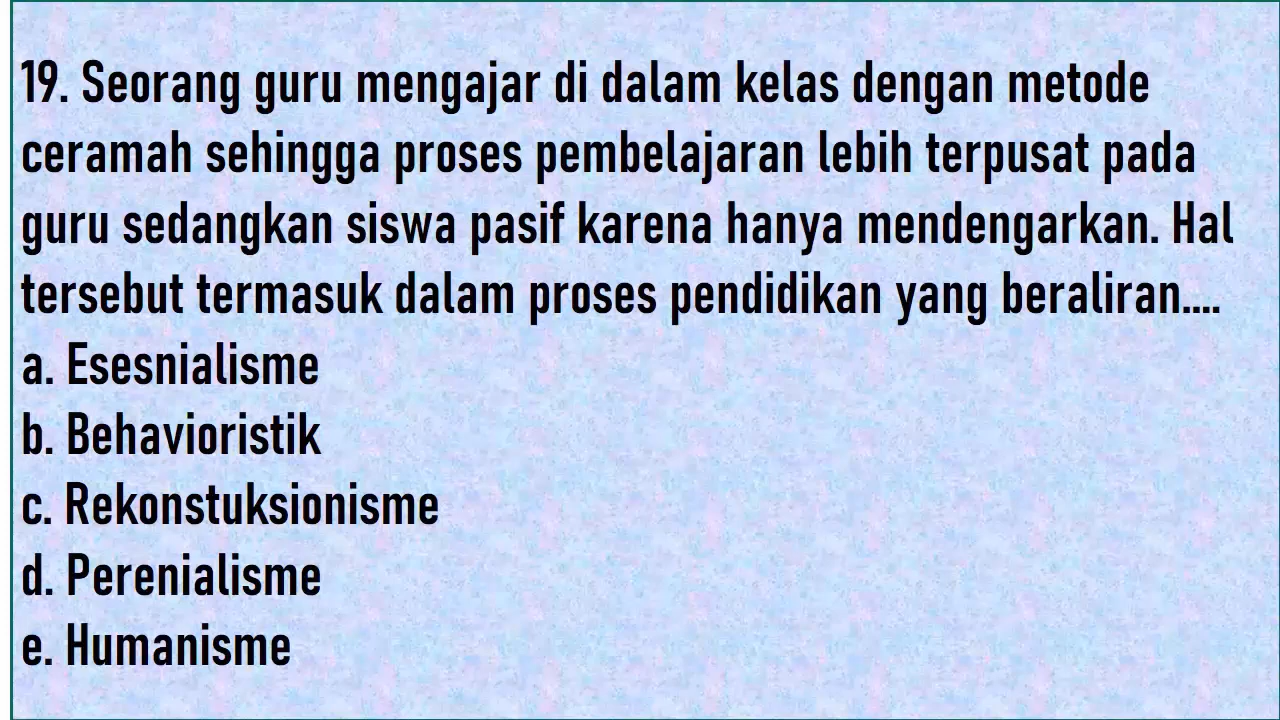 19. Seorang guru mengajar di dalam kelas dengan metode
ceramah sehingga proses pembelajaran lebih terpusat pada
guru sedangkan siswa pasif karena hanya mendengarkan. Hal
tersebut termasuk dalam proses pendidikan yang beraliran....
a. Esesnialisme
b. Behavioristik
c. Rekonstuksionisme
d. Perenialisme
e. Humanisme